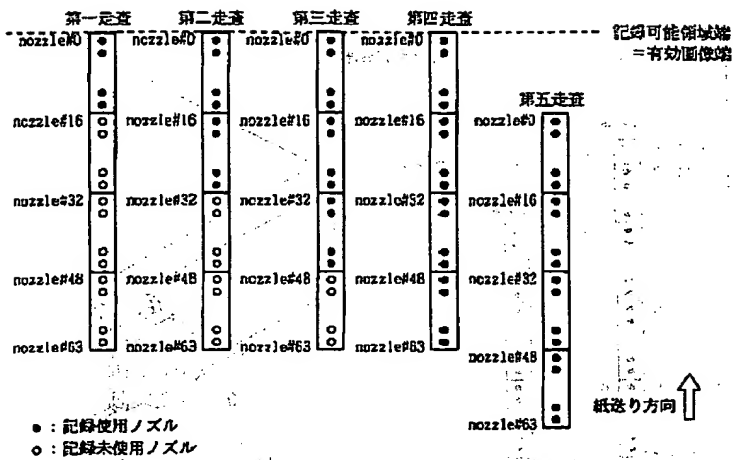 第一走査 第二走査 第三走査 第四走査
nozzle#0 nozzle#0 nozzle#0 nozzle#0 記録可能領域端
＝有効画像端
第五走査
nozzle#16 nozzle#16 nozzle#16 nozzle#16 nozzle#0
nozzle#32 nozzle#32 nozzle#32 nozzle#32 nozzle#16
nozzle#48 nozzle#48 nozzle#48 nozzle#48 nozzle#32
nozzle#63 nozzle#63 nozzle#63 nozzle#63 nozzle#48
紙送り方向
nozzle#63
●：記録使用ノズル
○：記録未使用ノズル